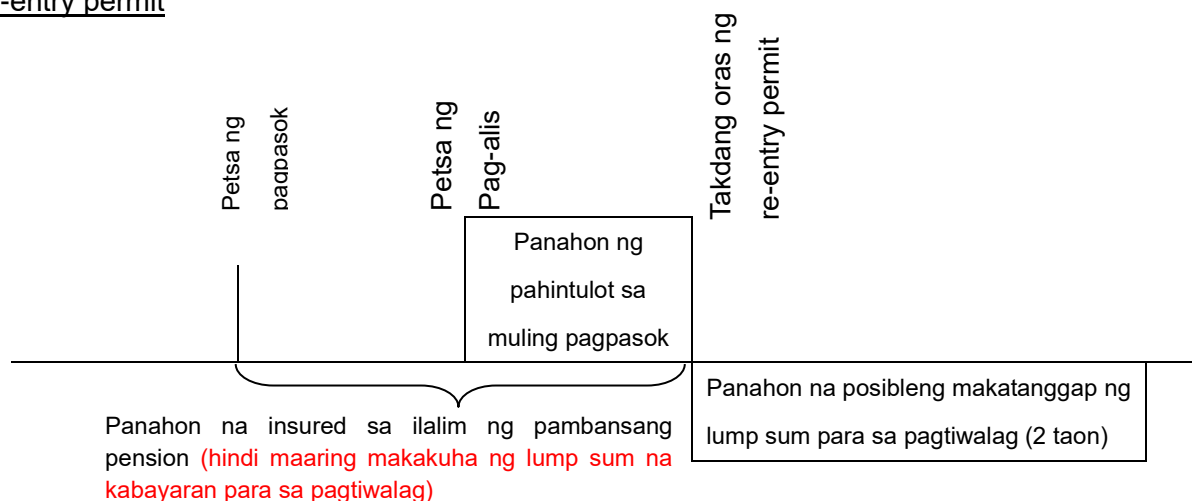 -entry permit
Petsa ng
pagpasok
Petsa ng
Pag-alis
Takdang oras ng
re-entry permit
Panahon ng
pahintulot sa
muling pagpasok
Panahon na insured sa ilalim ng pambansang
pension (hindi maaring makakuha ng lump sum na
kabayaran para sa pagtiwalag)
Panahon na posibleng makatanggap ng
lump sum para sa pagtiwalag (2 taon)